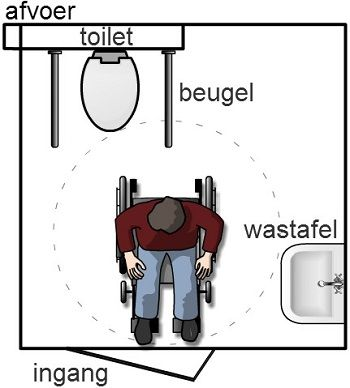 afvoer
toilet
beugel
wastafel
ingang